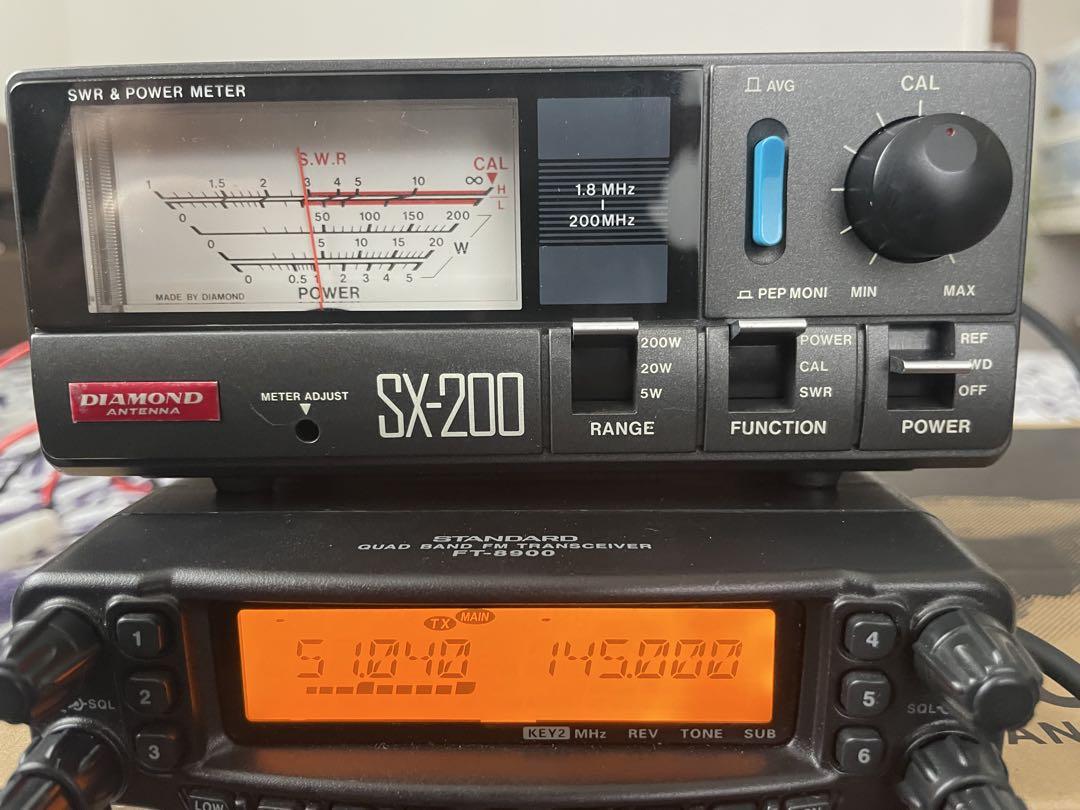 SWR & POWER METER
AVG
CAL
S.W.R
CAL
1 1.5 2 3 4 5 10 ∞ H
L
0 50 100 150 200
0 5 10 15 20 W
0 0.5 1 2 3 4 5
MADE BY DIAMOND
POWER
1.8 MHz
200MHz
PEP MONI
MIN
MAX
DIAMOND
ANTENNA
METER ADJUST
SX-200
200W
20W
5W
RANGE
POWER
CAL
SWR
FUNCTION
REF
WD
OFF
POWER
STANDARD
QUAD BAND FM TRANSCEIVER
FT-8900
TX MAIN
51.040 145.000
1
2
3
4
5
6
SQL
SQL
KEY2 MHz REV TONE SUB
LOW